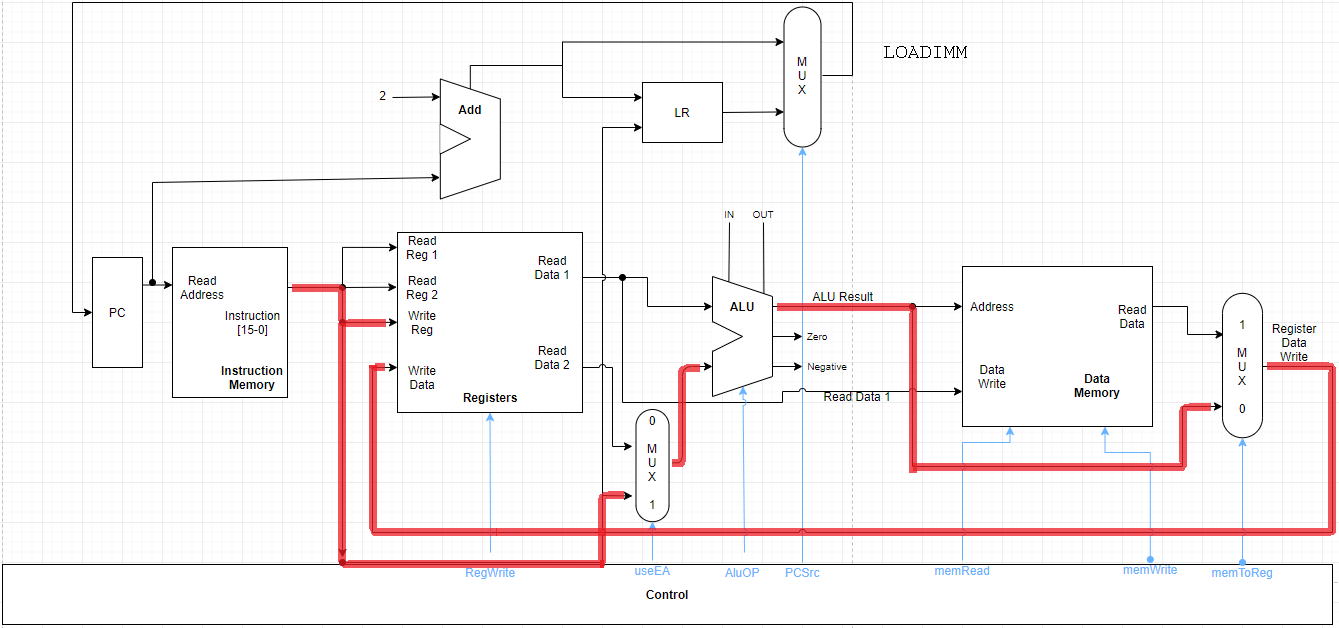 LOADIMM
M
U
X
2
Add
LR
IN
OUT
PC
Read
Address
Instruction
[15-0]
Instruction
Memory
Read
Reg 1
Read
Reg 2
Write
Reg
Write
Data
Read
Data 1
Read
Data 2
Registers
ALU
ALU Result
Zero
Negative
Read Data 1
Address
Read
Data
Data
Write
Data
Memory
1
M
U
X
0
Register
Data
Write
0
M
U
X
1
RegWrite
useEA
AluOP
PCSrc
memRead
memWrite
memToReg
Control